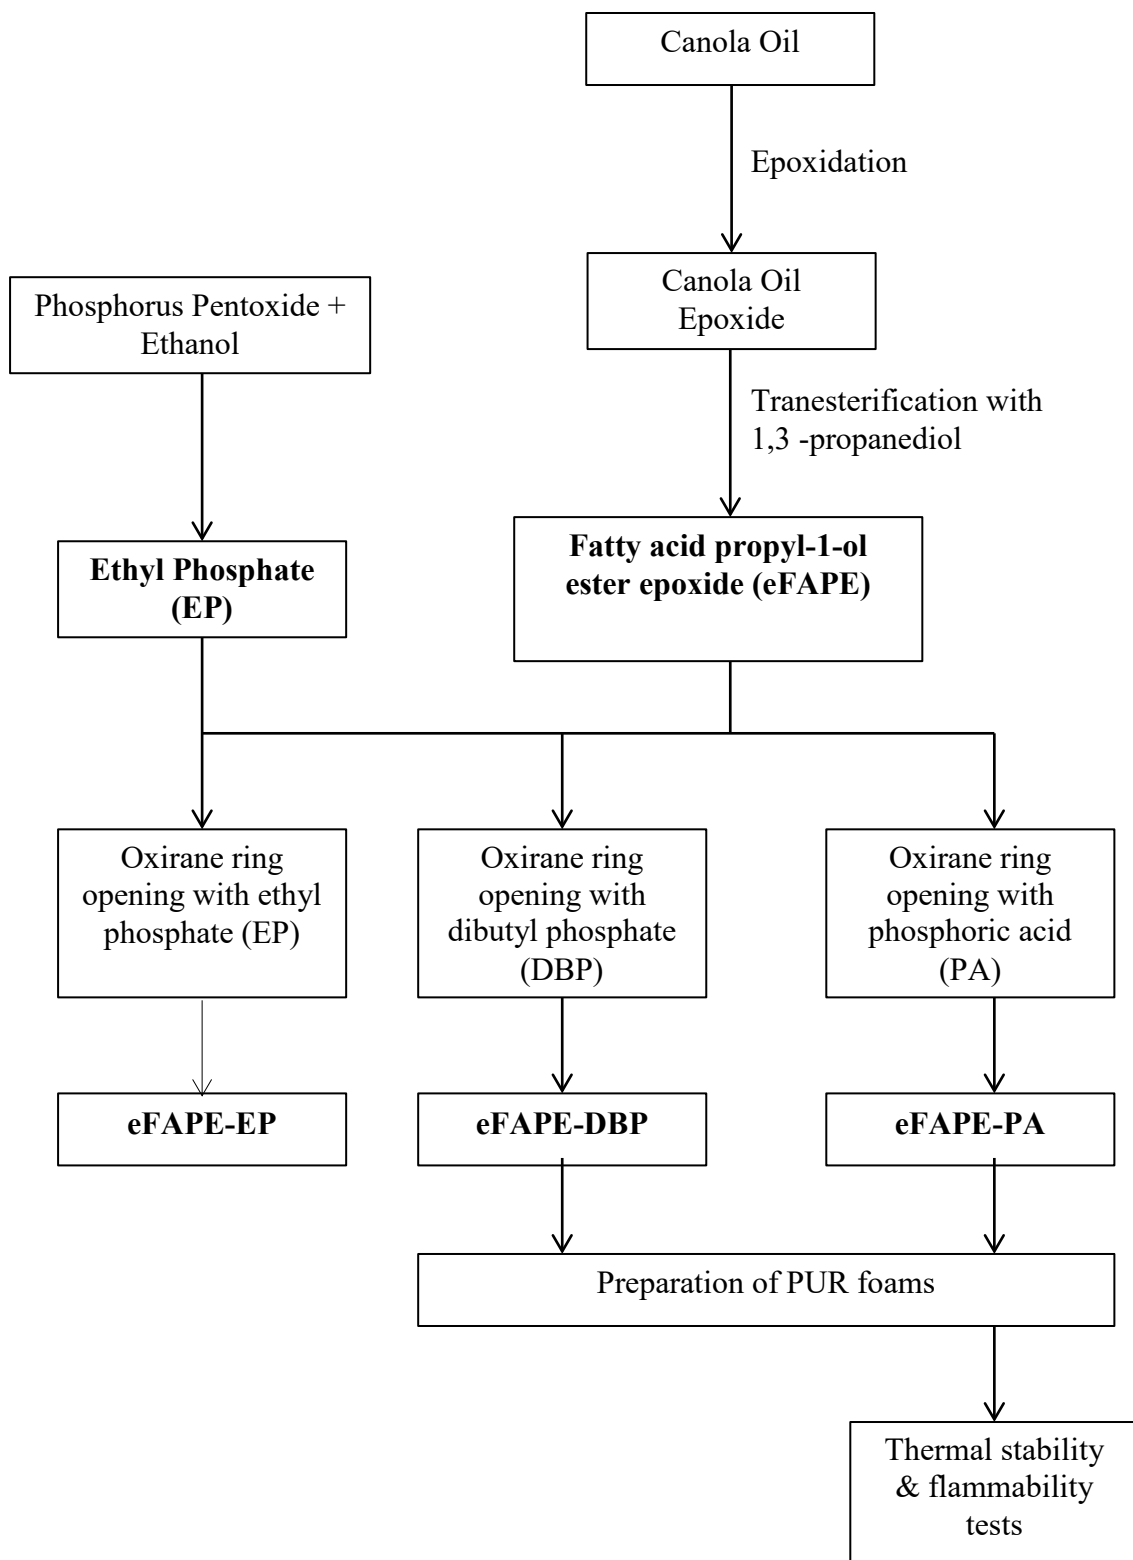 Canola Oil
Epoxidation
Canola Oil
Epoxide
Phosphorus Pentoxide +
Ethanol
Tranesterification with
1,3 -propanediol
Ethyl Phosphate
(EP)
Fatty acid propyl-1-ol
ester epoxide (eFAPE)
Oxirane ring
opening with ethyl
phosphate (EP)
Oxirane ring
opening with
dibutyl phosphate
(DBP)
Oxirane ring
opening with
phosphoric acid
(PA)
eFAPE-EP
eFAPE-DBP
eFAPE-PA
Preparation of PUR foams
Thermal stability
& flammability
tests